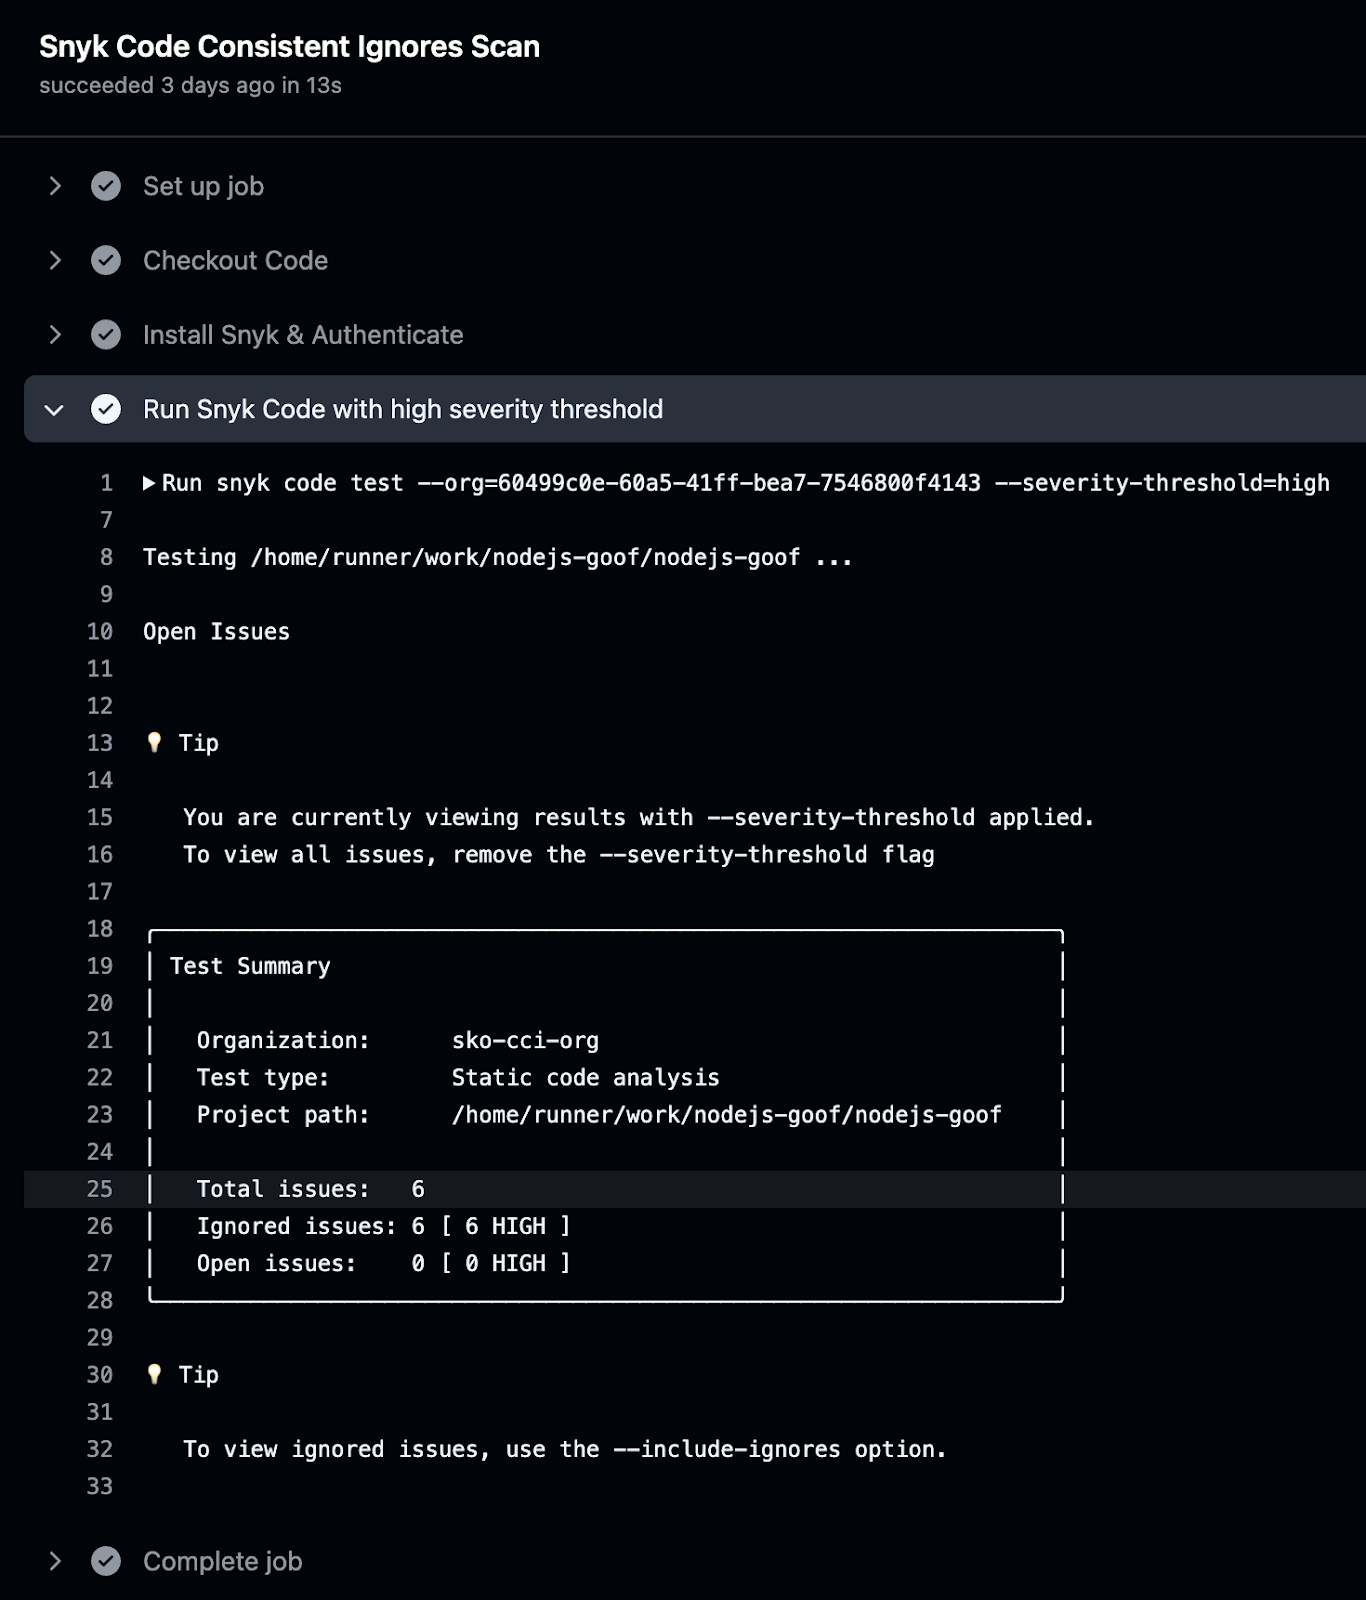 Snyk Code Consistent Ignores Scan
succeeded 3 days ago in 13s
Set up job
Checkout Code
Install Snyk & Authenticate
Run Snyk Code with high severity threshold
1 Run snyk code test --org=60499c0e-60a5-41ff-bea7-7546800f4143 --severity-threshold=high
7
8 Testing /home/runner/work/nodejs-goof/nodejs-goof ...
9
10 Open Issues
11
12
13 💡 Tip
14
15 You are currently viewing results with --severity-threshold applied.
16 To view all issues, remove the --severity-threshold flag
17
18
19 Test Summary
20
21 Organization: sko-cci-org
22 Test type: Static code analysis
23 Project path: /home/runner/work/nodejs-goof/nodejs-goof
24
25 Total issues: 6
26 Ignored issues: 6 [ 6 HIGH ]
27 Open issues: 0 [ 0 HIGH ]
28
29
30 💡 Tip
31
32 To view ignored issues, use the --include-ignores option.
33
Complete job